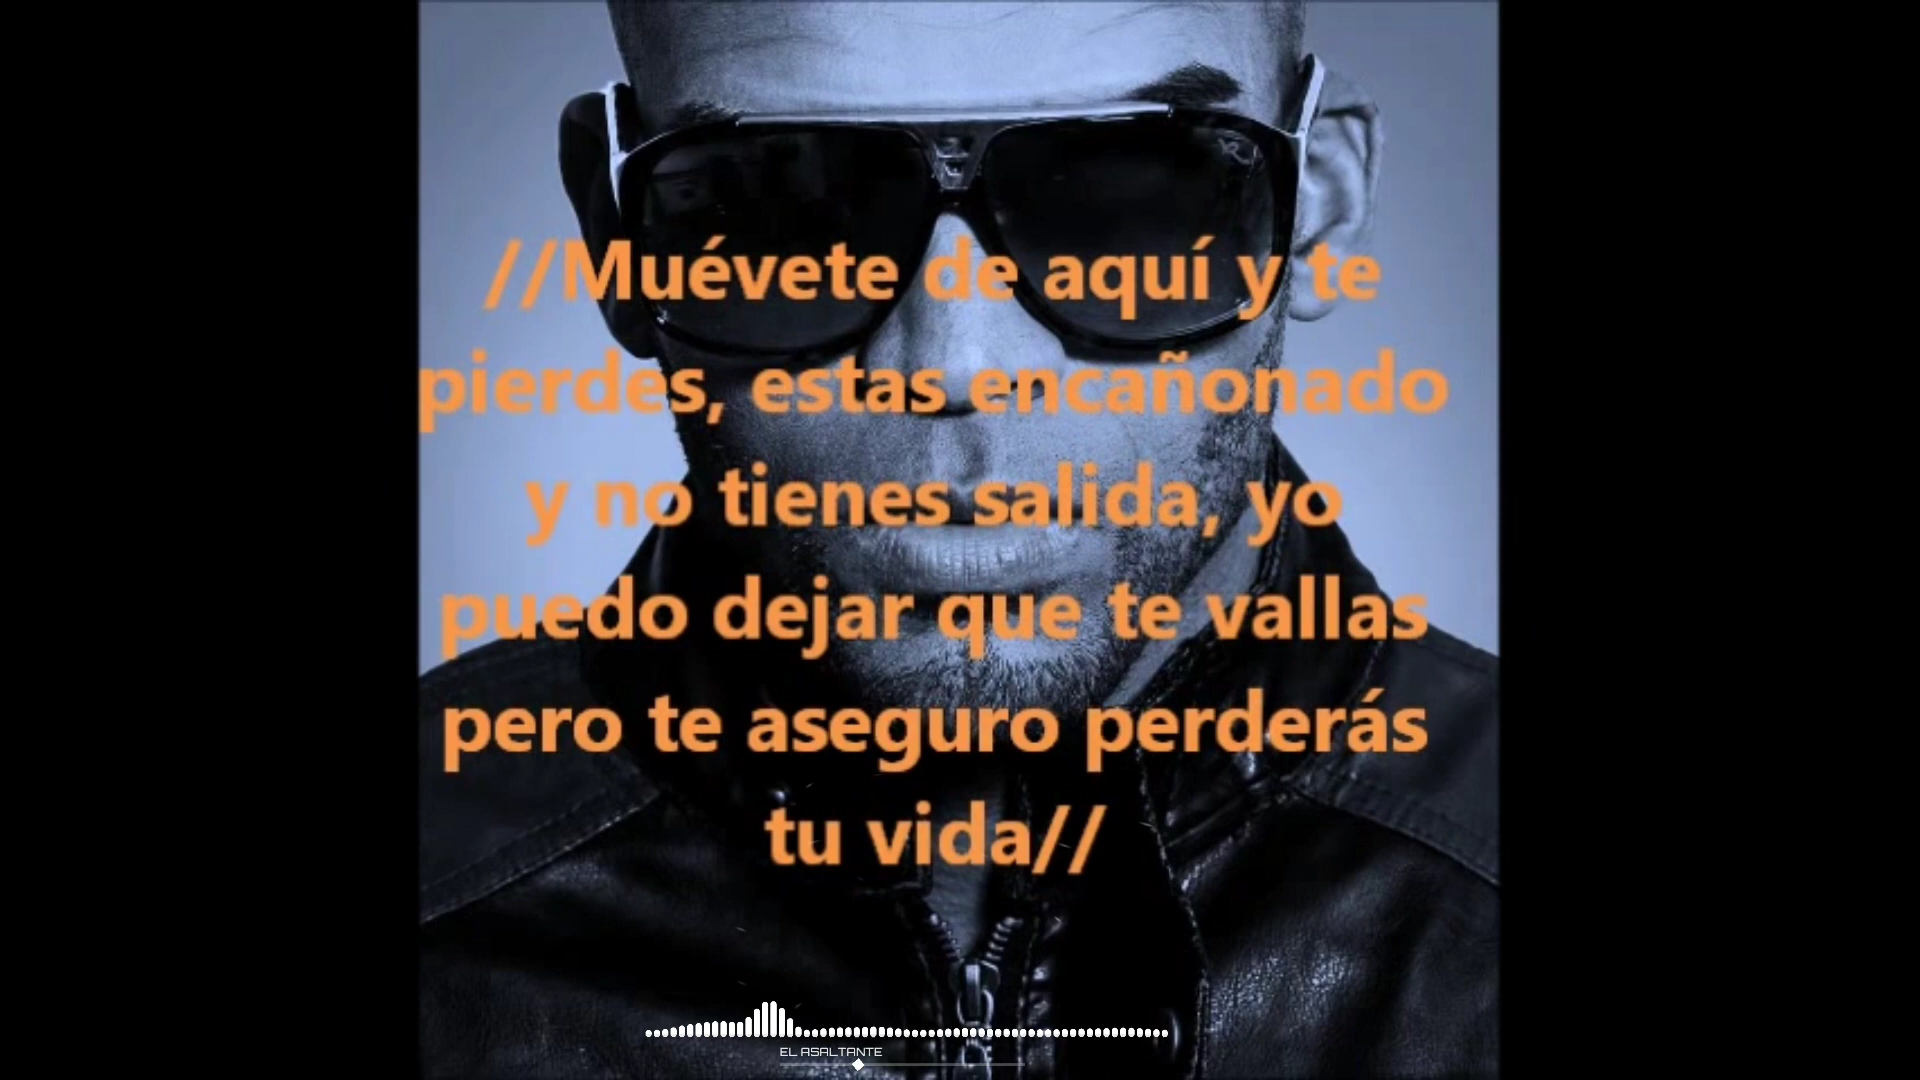 //Muévete de aquí y te
pierdes, estas encañonado
y no tienes salida, yo
puedo dejar que te vallas
pero te aseguro perderás
tu vida//
EL ASALTANTE